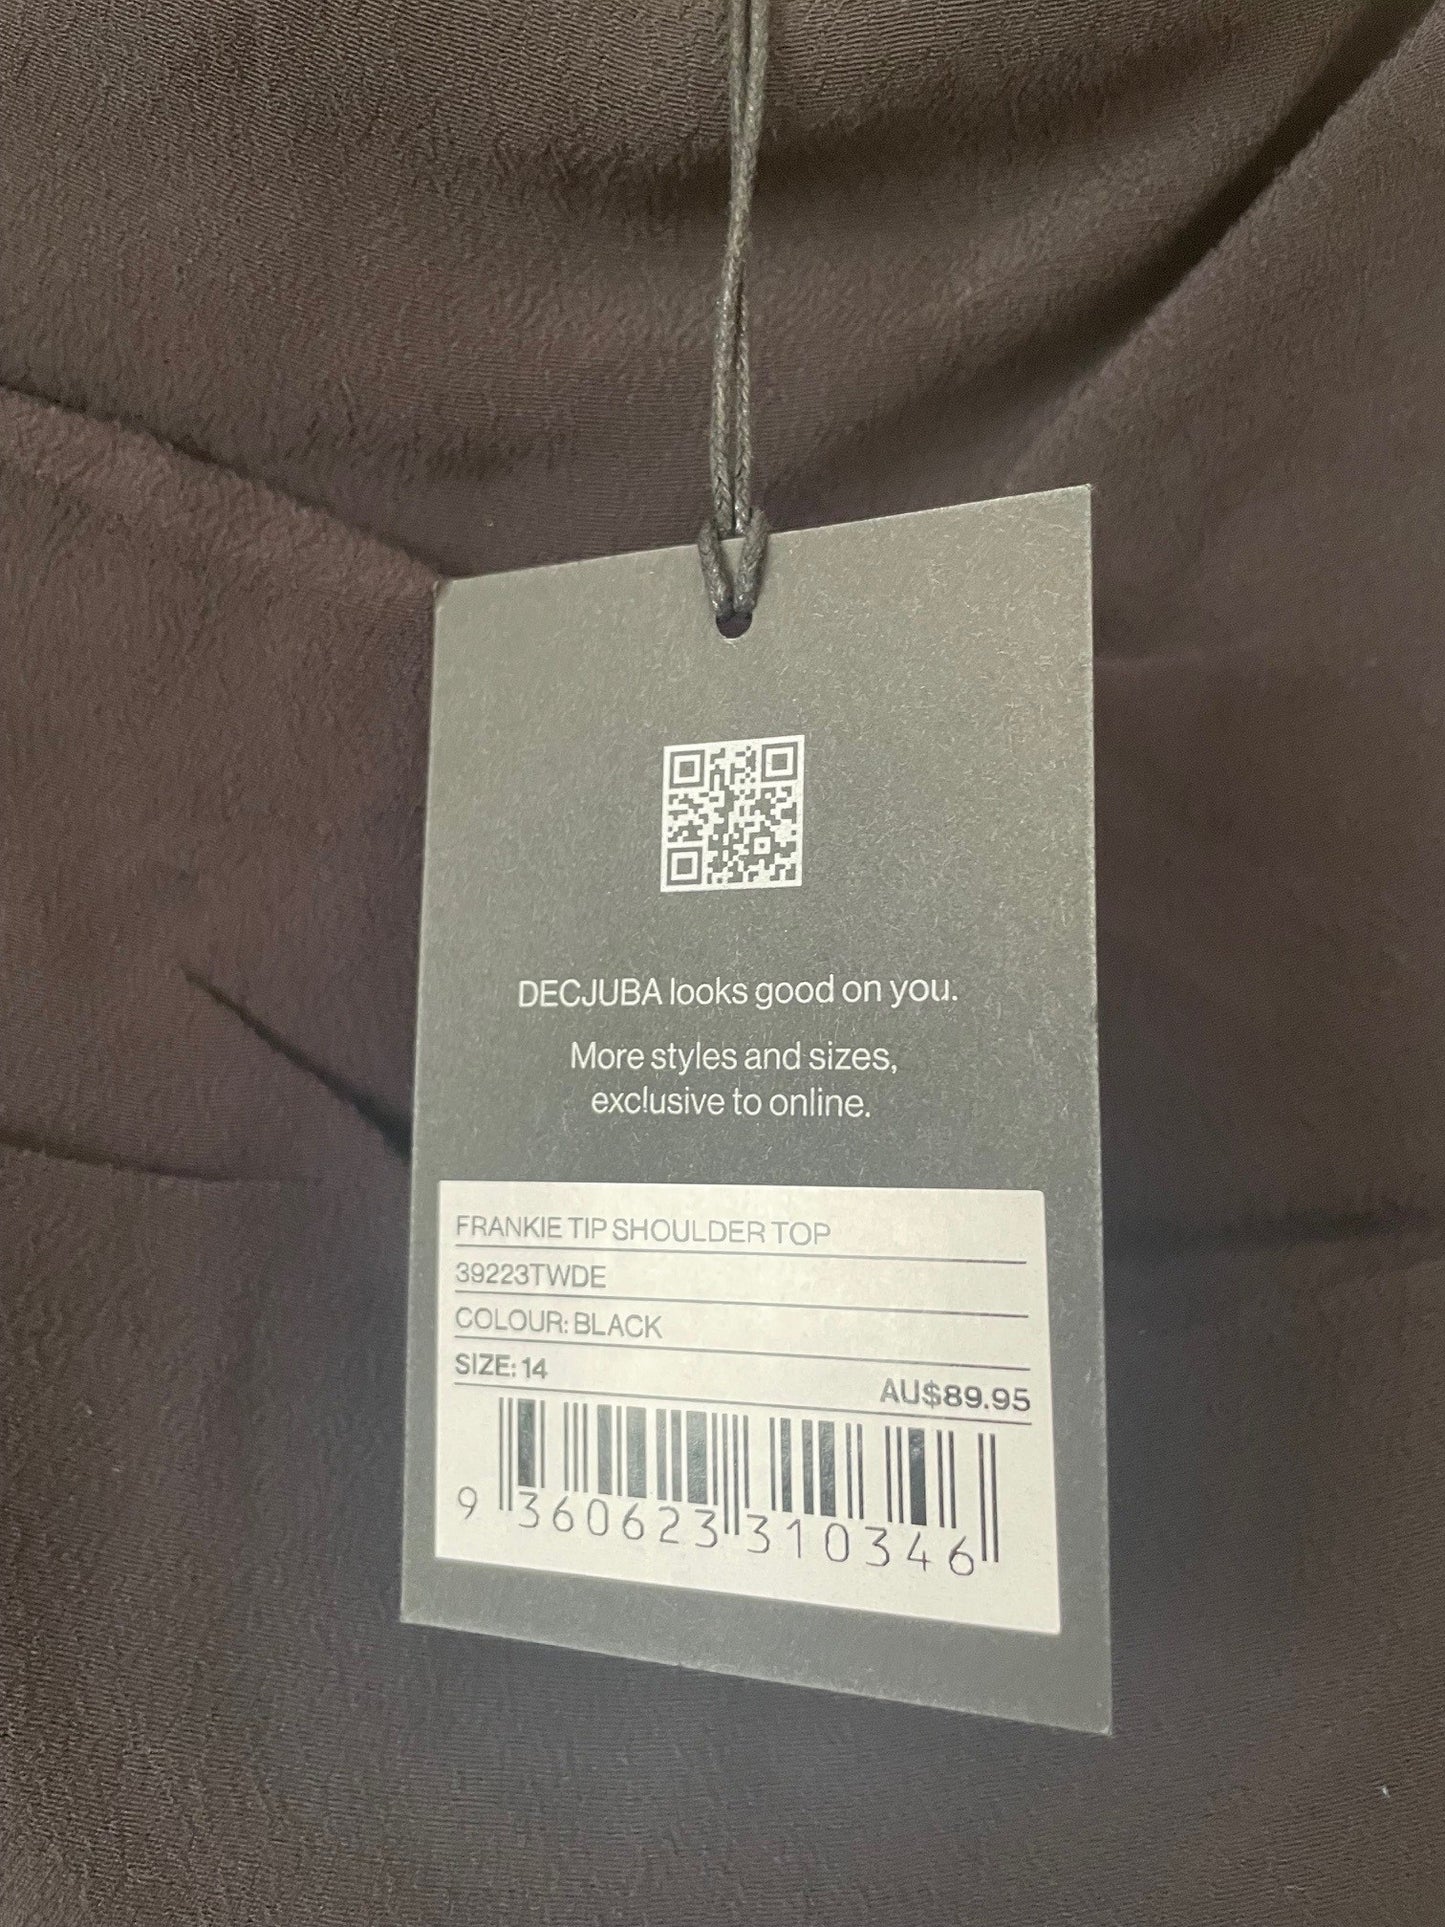 DECJUBA looks good on you.
More styles and sizes,
exclusive to online.
FRANKIE TIP SHOULDER TOP
39223TWDE
COLOUR: BLACK
SIZE: 14
AU$89.95
9 360623 310346